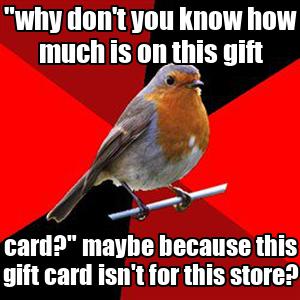 "why don't you know how
much is on this gift
card?" maybe because this
gift card isn't for this store?